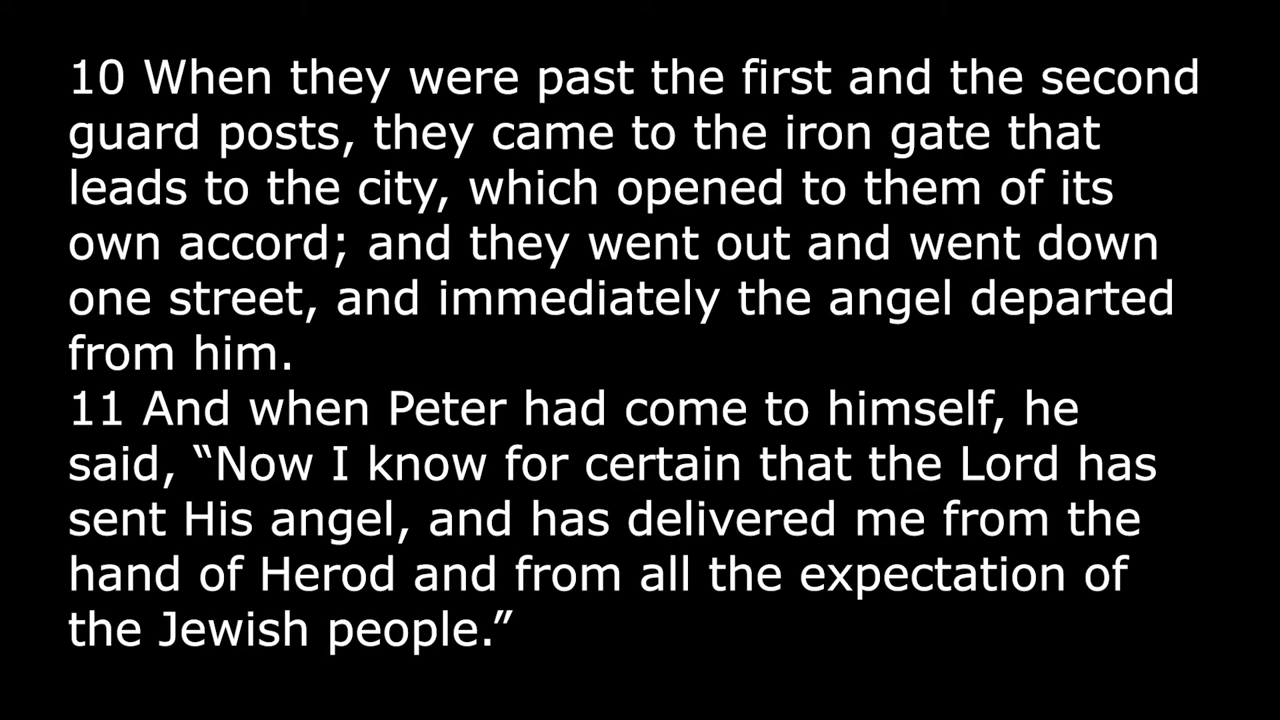 10 When they were past the first and the second
guard posts, they came to the iron gate that
leads to the city, which opened to them of its
own accord; and they went out and went down
one street, and immediately the angel departed
from him.
11 And when Peter had come to himself, he
said, “Now I know for certain that the Lord has
sent His angel, and has delivered me from the
hand of Herod and from all the expectation of
the Jewish people.”